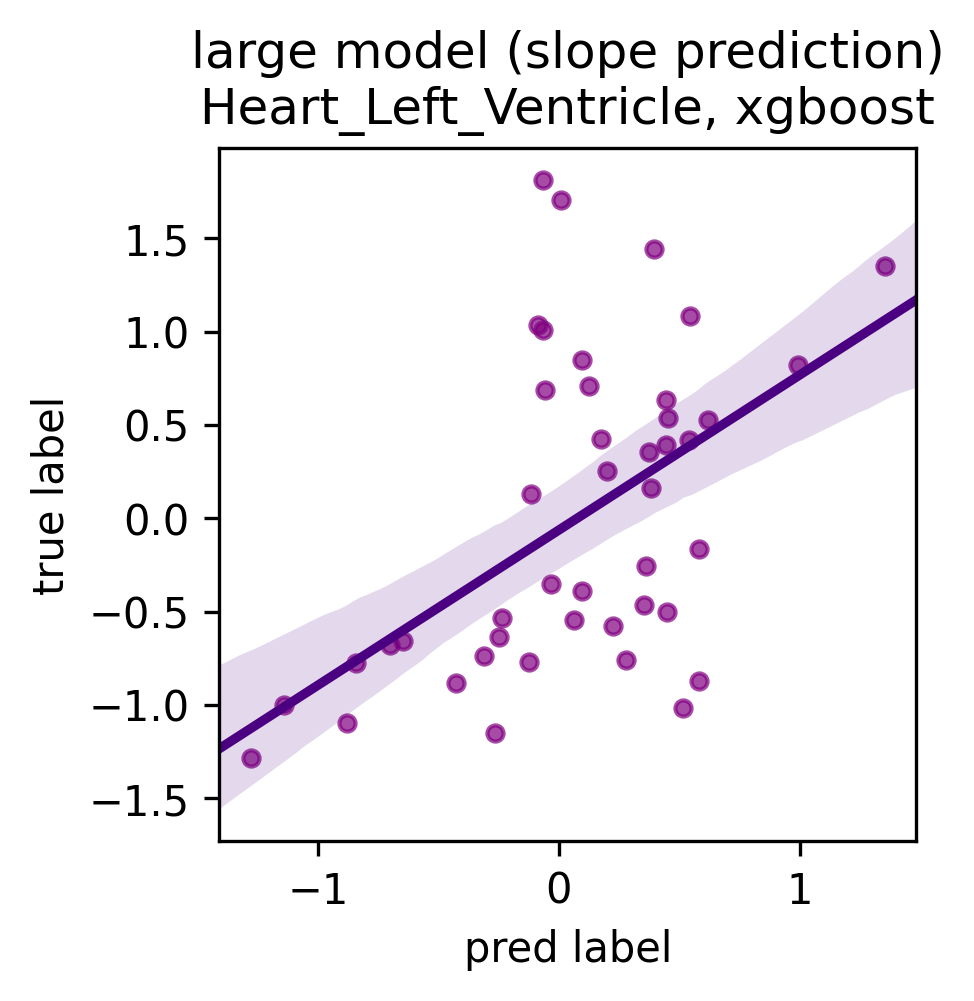 large model (slope prediction)
Heart_Left_Ventricle, xgboost
1.5
1.0
0.5
0.0
−0.5
−1.0
−1.5
true label
−1
0
1
pred label